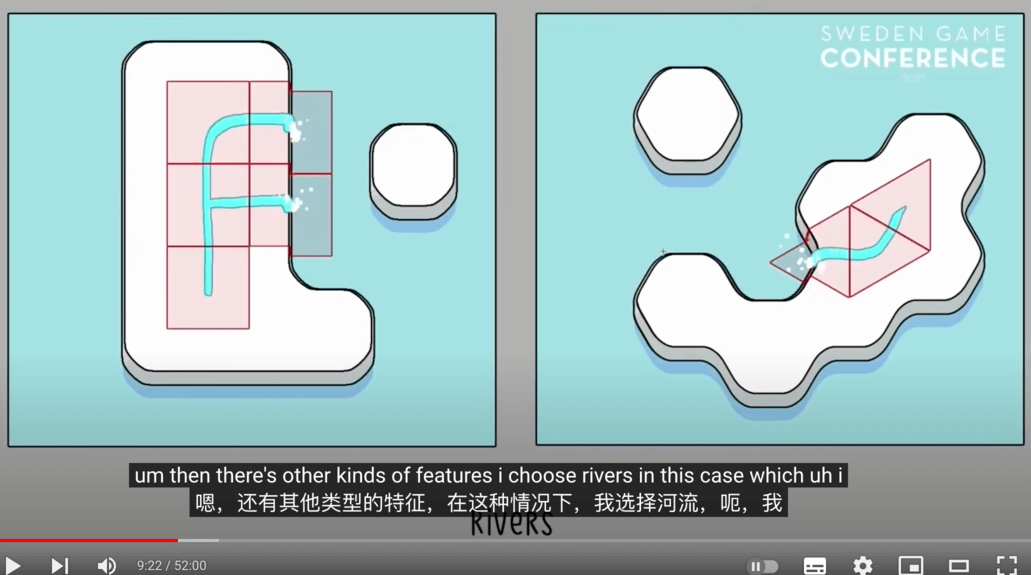 SWEDEN GAME
CONFERENCE
2021
um then there's other kinds of features i choose rivers in this case which uh i
嗯，还有其他类型的特征，在这种情况下，我选择河流，呃，我
RIVERS
9:22 / 52:00